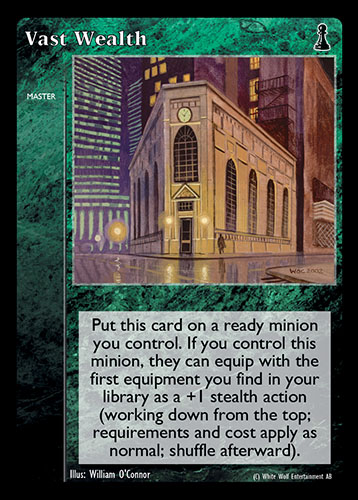 Vast Wealth
MASTER
WOC 2002
Put this card on a ready minion
you control. If you control this
minion, they can equip with the
first equipment you find in your
library as a +1 stealth action
(working down from the top;
requirements and cost apply as
normal; shuffle afterward).
Illus: William O'Connor
(C) White Wolf Entertainment AB